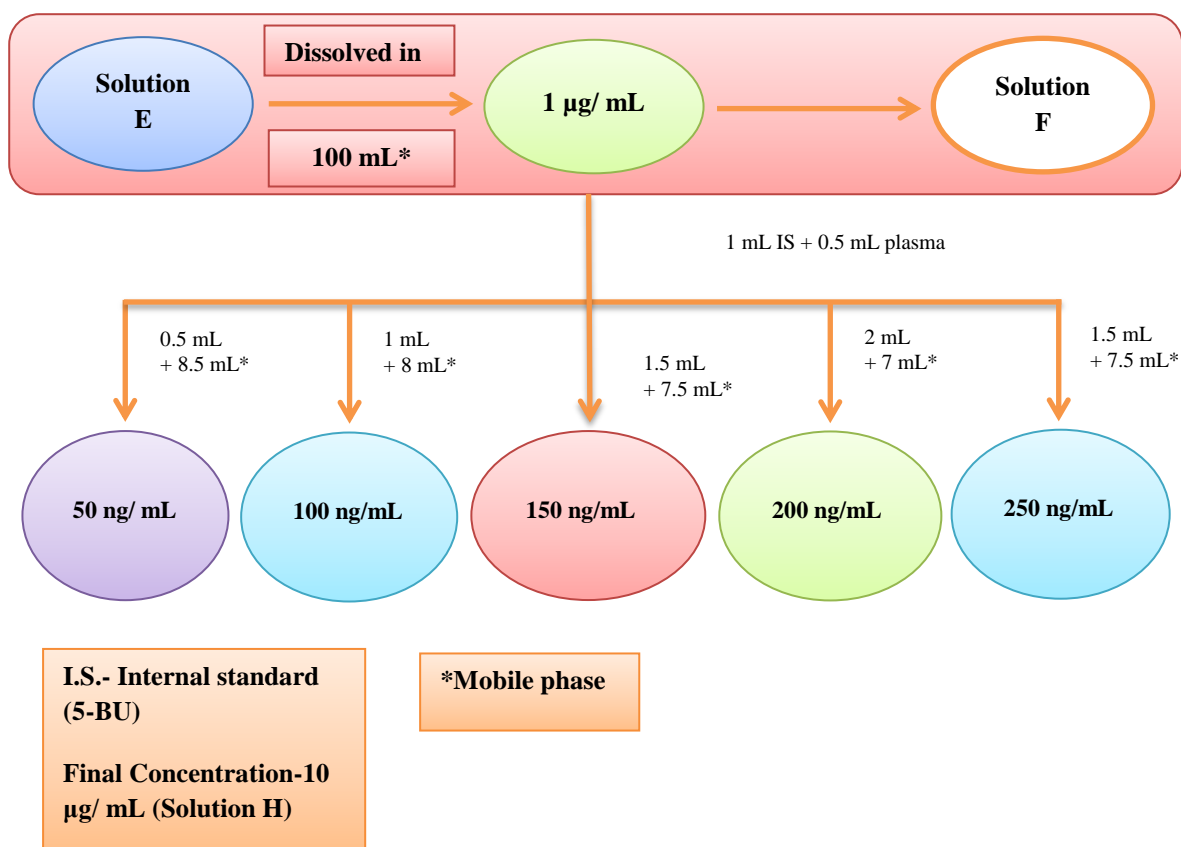 Solution
E
Dissolved in
100 mL*
1 µg/ mL
Solution
F
1 mL IS + 0.5 mL plasma
0.5 mL
+ 8.5 mL*
1 mL
+ 8 mL*
1.5 mL
+ 7.5 mL*
2 mL
+ 7 mL*
1.5 mL
+ 7.5 mL*
50 ng/ mL
100 ng/mL
150 ng/mL
200 ng/mL
250 ng/mL
I.S.- Internal standard
(5-BU)
Final Concentration-10
µg/ mL (Solution H)
*Mobile phase